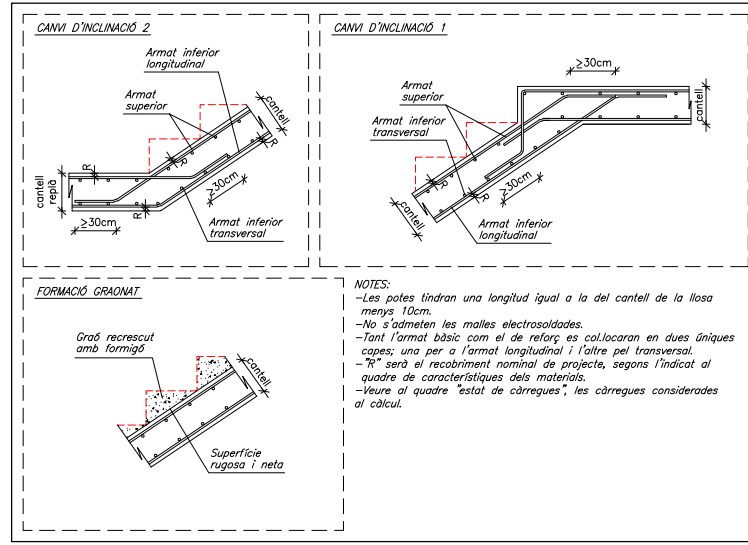 CANVI D'INCLINACIÓ 2
Armat inferior
longitudinal
Armat
superior
cantell
R
R
R
cantell
replà
R
≥30cm
≥30cm
Armat inferior
transversal
CANVI D'INCLINACIÓ 1
≥30cm
Armat
superior
Armat inferior
transversal
cantell
R
R
≥30cm
cantell
Armat inferior
longitudinal
FORMACIÓ GRAONAT
Graó recrescut
amb formigó
cantell
Superfície
rugosa i neta
NOTES:
-Les potes tindran una longitud igual a la del cantell de la llosa
menys 10cm.
-No s'admeten les malles electrosoldades.
-Tant l'armat bàsic com el de reforç es col.locaran en dues úniques
capes; una per a l'armat longitudinal i l'altre pel transversal.
-"R" serà el recobriment nominal de projecte, segons l'indicat al
quadre de característiques dels materials.
-Veure al quadre "estat de càrregues", les càrregues considerades
al càlcul.